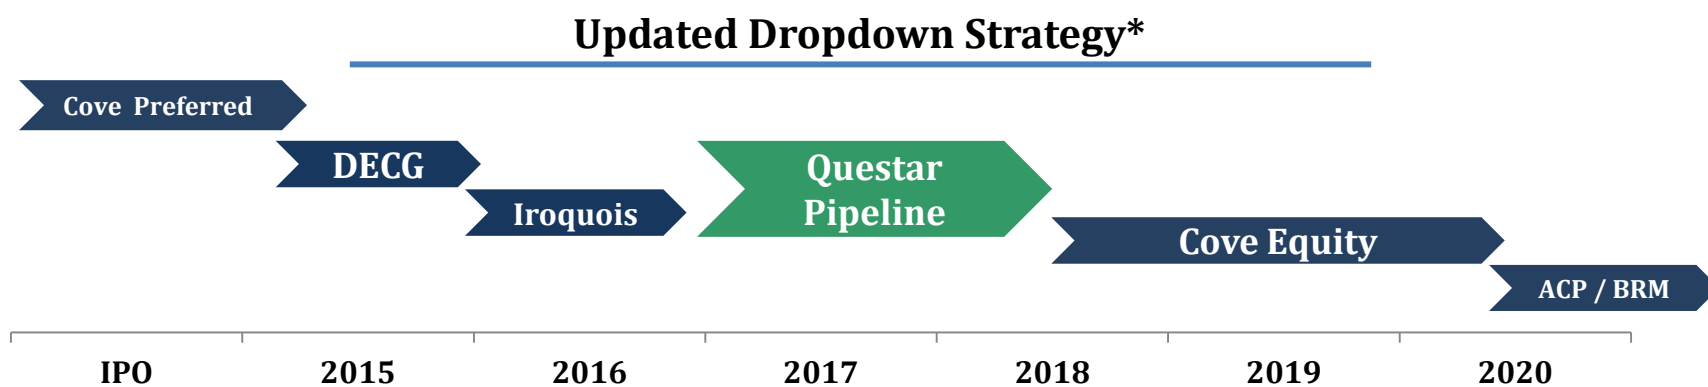 Updated Dropdown Strategy*
Cove Preferred
DECG
Iroquois
Questar
Pipeline
Cove Equity
ACP / BRM
IPO 2015 2016 2017 2018 2019 2020